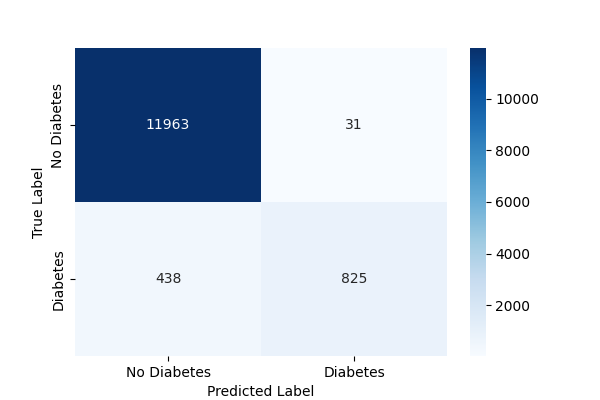 True Label
No Diabetes
Diabetes
11963
31
438
825
No Diabetes
Diabetes
Predicted Label
10000
8000
6000
4000
2000